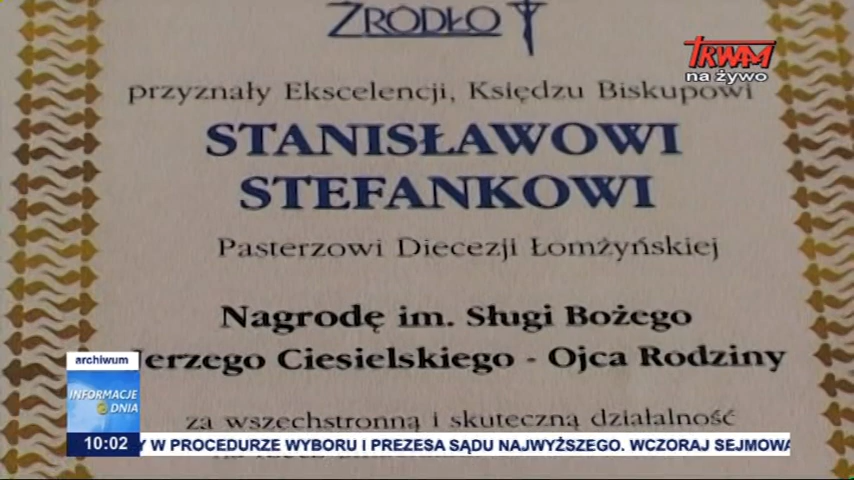 ŹRÓDŁO
TRWAM
na żywo
przyznały Ekscelencji, Księdzu Biskupowi
STANISŁAWOWI
STEFANKOWI
Pasterzowi Diecezji Łomżyńskiej
Nagrodę im. Sługi Bożego
Jerzego Ciesielskiego - Ojca Rodziny
za wszechstronną i skuteczną działalność
archiwum
INFORMACJE
DNIA
10:02
Y W PROCEDURZE WYBORU I PREZESA SĄDU NAJWYŻSZEGO. WCZORAJ SEJMOWA